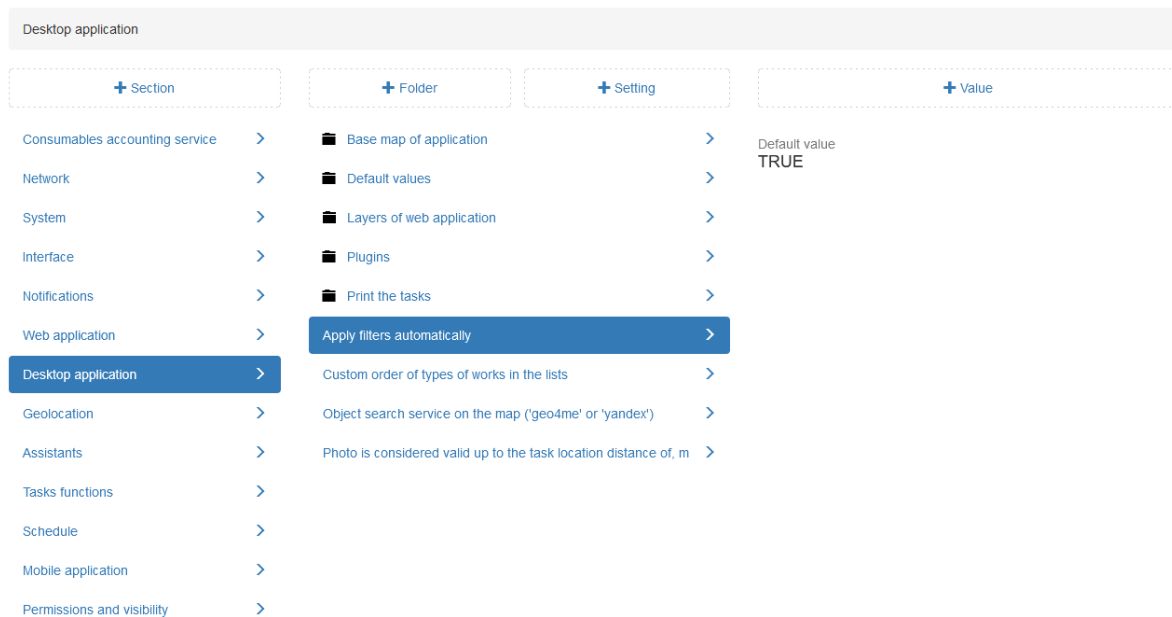 Desktop application
+ Section
+ Folder
+ Setting
+ Value
Consumables accounting service
Network
System
Interface
Notifications
Web application
Desktop application
Geolocation
Assistants
Tasks functions
Schedule
Mobile application
Permissions and visibility
Base map of application
Default values
Layers of web application
Plugins
Print the tasks
Apply filters automatically
Custom order of types of works in the lists
Object search service on the map ('geo4me' or 'yandex')
Photo is considered valid up to the task location distance of, m
Default value
TRUE